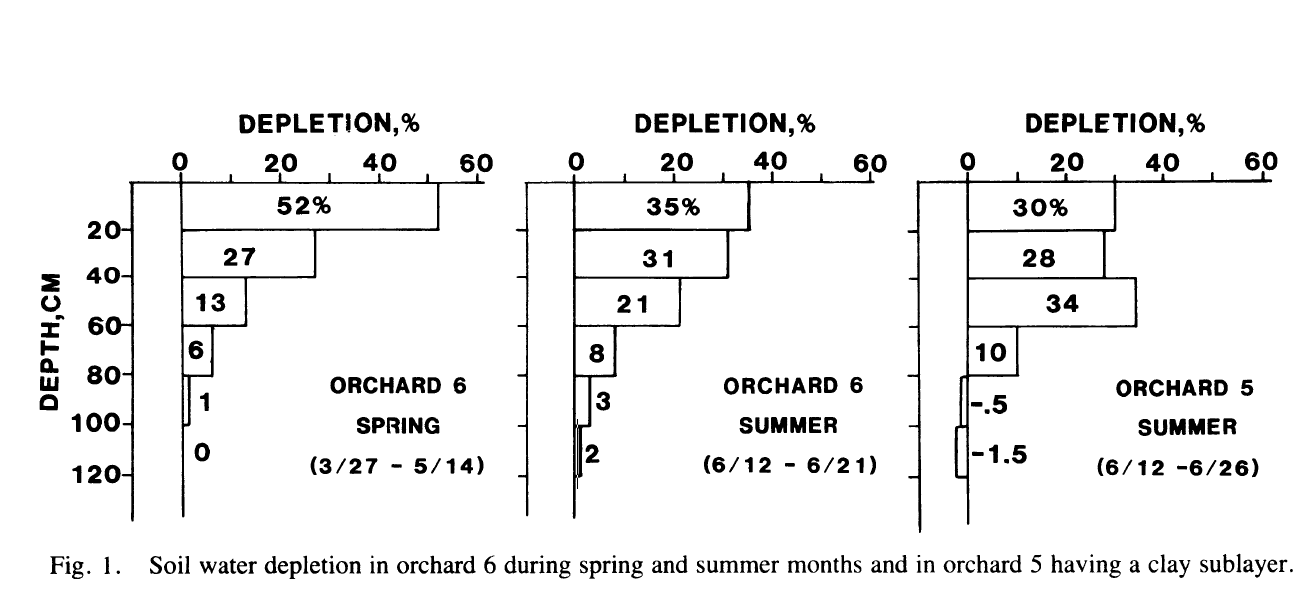 DEPLETION,% DEPLETION,% DEPLETION,%
0 20 40 60 0 20 40 60 0 20 40 60
52% 35% 30%
20
27 31 28
40
13 21 34
60
6 8 10
80
ORCHARD 6 ORCHARD 6 ORCHARD 5
1 3 -.5
100
SPRING SUMMER SUMMER
0 2 -1.5
(3/27 - 5/14) (6/12 - 6/21) (6/12 -6/26)
120
DEPTH,CM
Fig. 1. Soil water depletion in orchard 6 during spring and summer months and in orchard 5 having a clay sublayer.